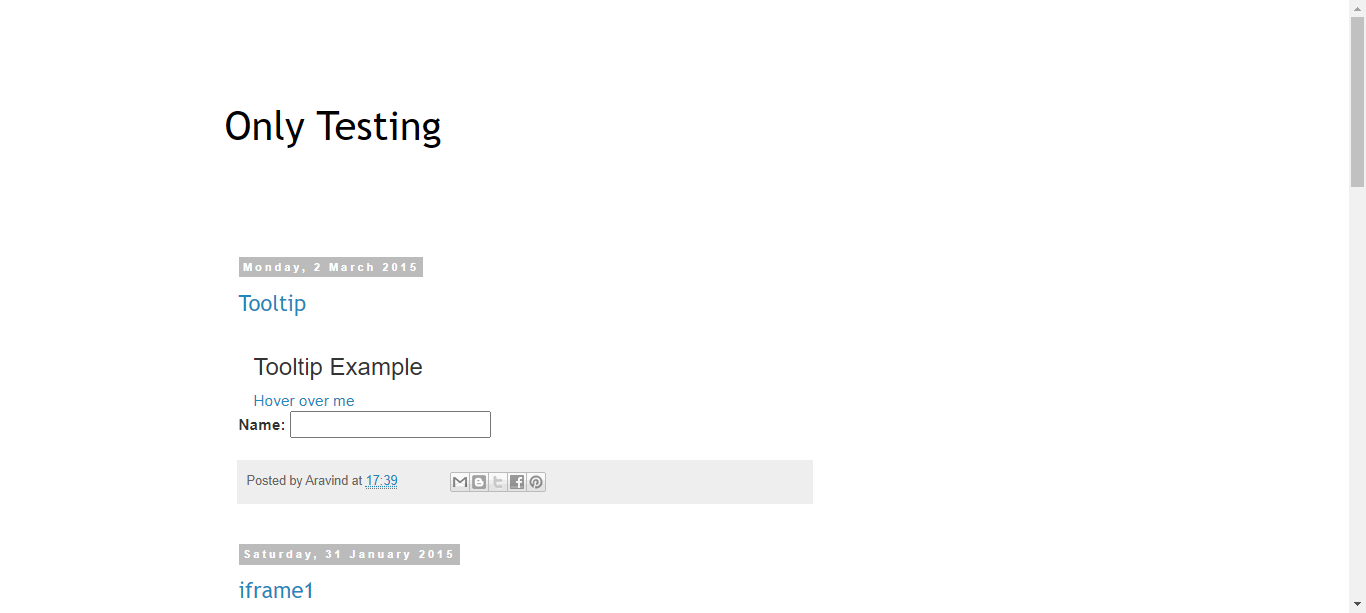 Only Testing
Monday, 2 March 2015
Tooltip
Tooltip Example
Hover over me
Name:
Posted by Aravind at 17:39
Saturday, 31 January 2015
iframe1